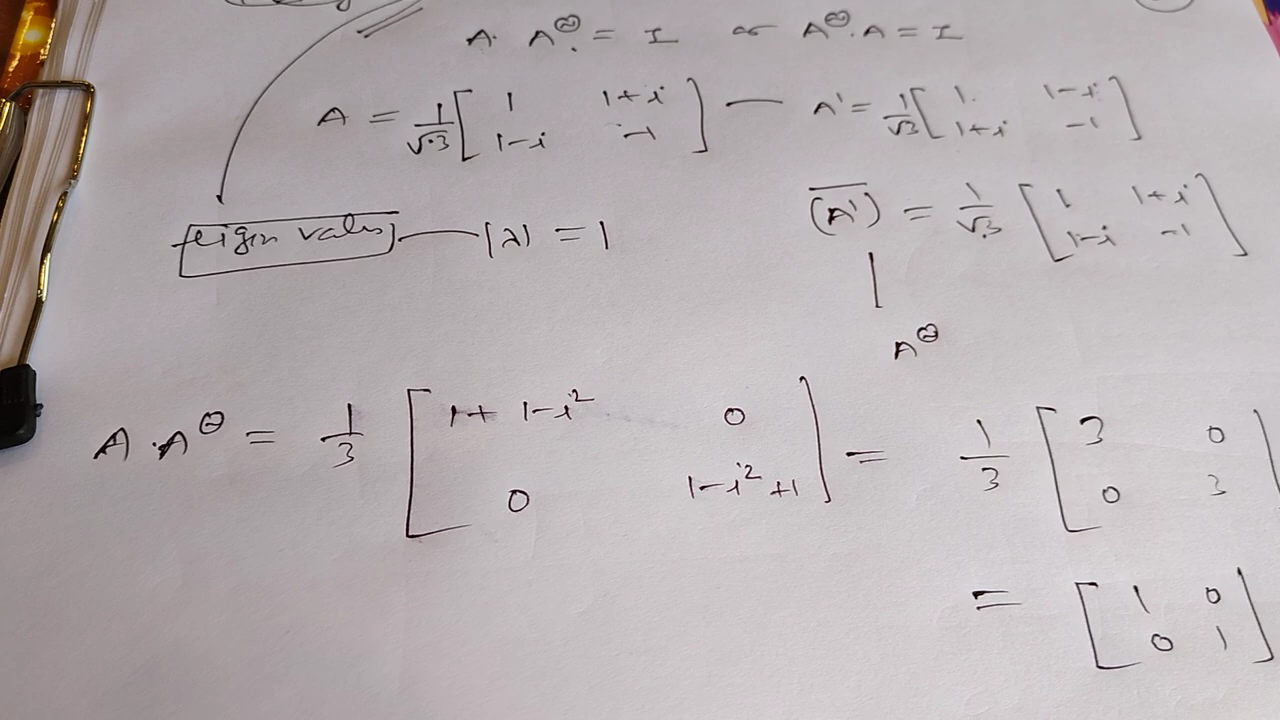 A. A^Θ = I or A^Θ.A = I
A = 1/√3 [ 1 1+i ; 1-i -1 ] — A' = 1/√3 [ 1 1-i ; 1+i -1 ]
eigin values — |λ| = 1
(A')‾ = 1/√3 [ 1 1+i ; 1-i -1 ]
A^Θ
A.A^Θ = 1/3 [ 1+1-i² 0 ; 0 1-i²+1 ] = 1/3 [ 3 0 ; 0 3 ]
= [ 1 0 ; 0 1 ]